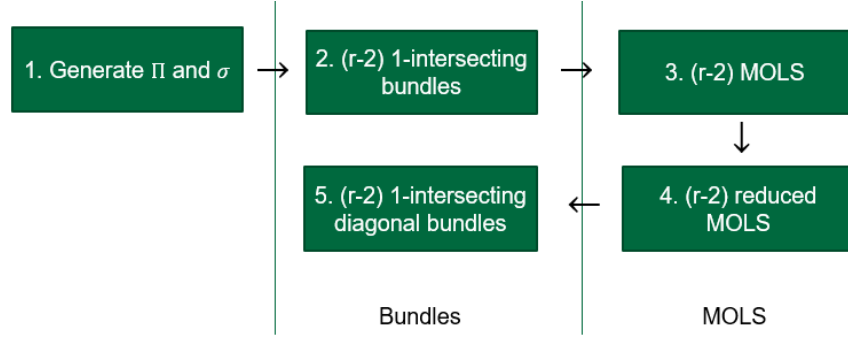 1. Generate Π and σ
2. (r-2) 1-intersecting
bundles
3. (r-2) MOLS
5. (r-2) 1-intersecting
diagonal bundles
4. (r-2) reduced
MOLS
Bundles
MOLS